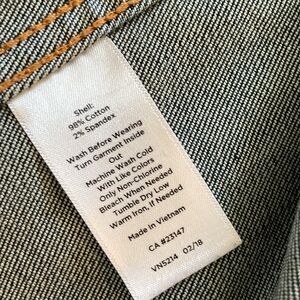 Shell:
98% Cotton
2% Spandex
Wash Before Wearing
Turn Garment Inside
Out
Machine Wash Cold
With Like Colors
Only Non-Chlorine
Bleach When Needed
Tumble Dry Low
Warm Iron, If Needed
Made in Vietnam
CA #23147
VN5214 02/18